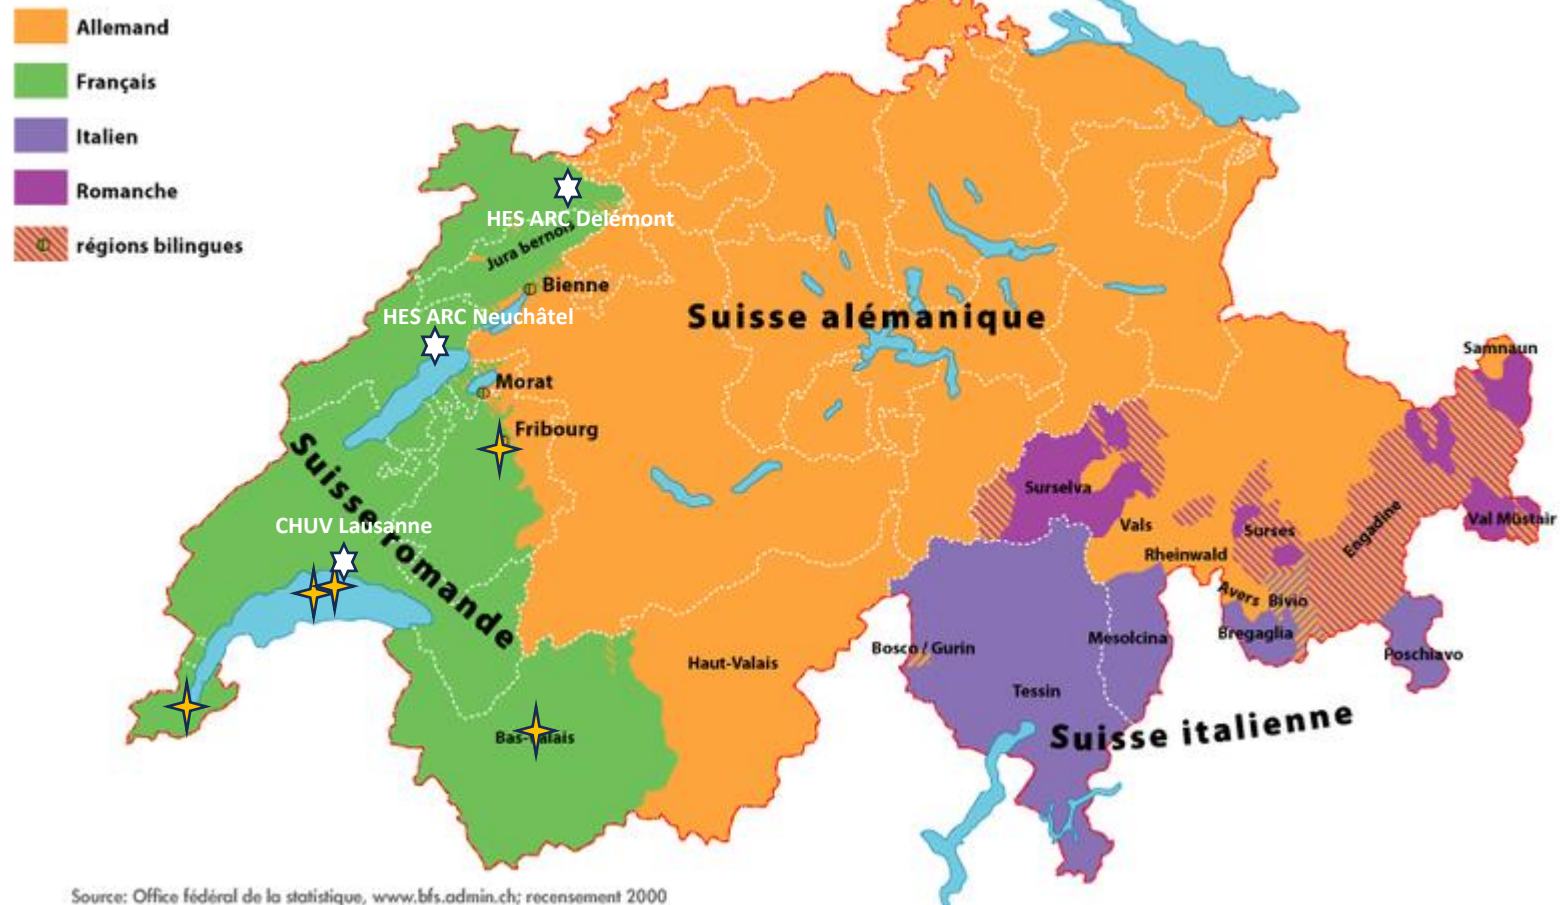 Allemand
Français
Italien
Romanche
régions bilingues
HES ARC Delémont
Jura bernois
Bienne
HES ARC Neuchâtel
Suisse alémanique
Samnaun
Morat
Fribourg
Suisse romande
Surselva
CHUV Lausanne
Vals
Surses
Engadine
Val Müstair
Rheinwald
Avers
Bivio
Bregaglia
Bosco / Gurin
Mesolcina
Poschiavo
Haut-Valais
Tessin
Bas-Valais
Suisse italienne
Source: Office fédéral de la statistique, www.bfs.admin.ch; recensement 2000